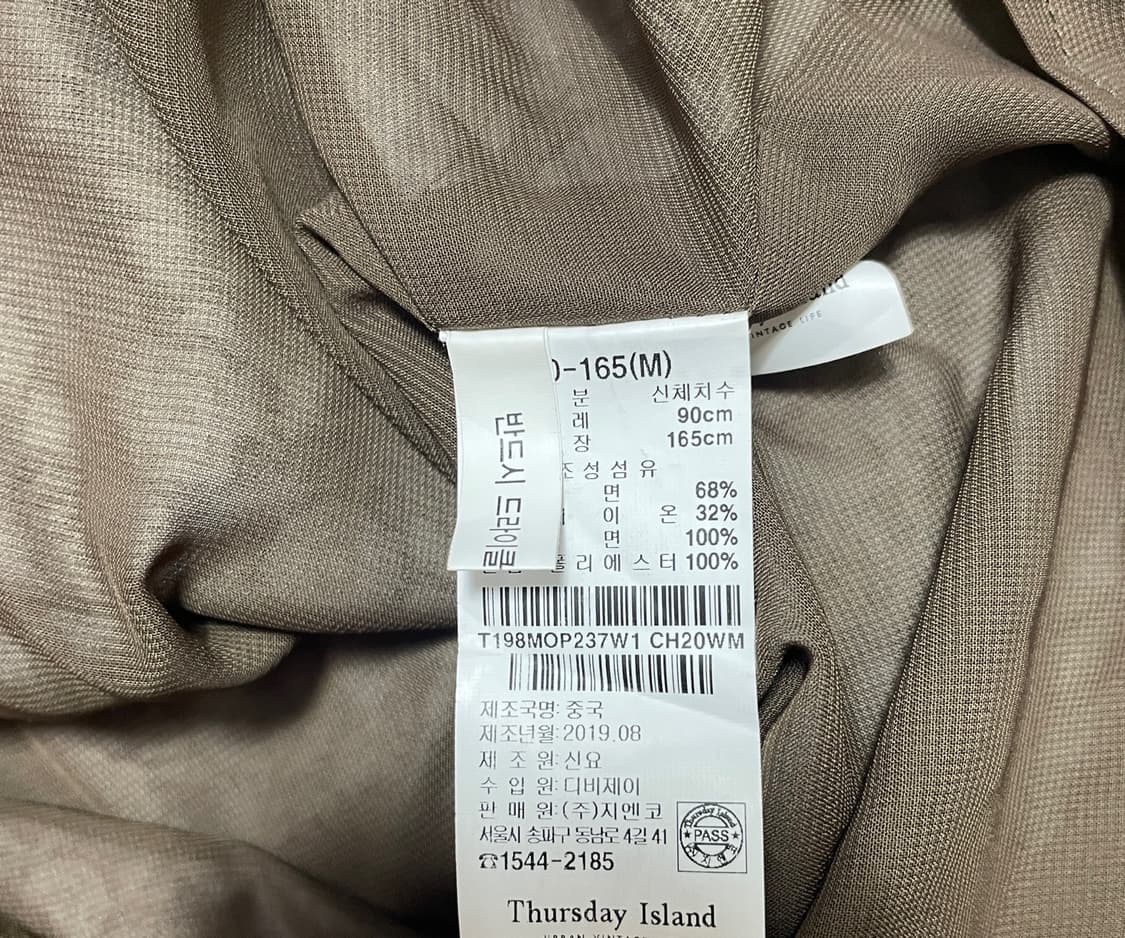 -165(M)
분 신체치수
레 90cm
장 165cm
조성섬유
면 68%
이 온 32%
면 100%
폴리에스터 100%
반드시 드라이클
T198MOP237W1 CH20WM
제조국명: 중국
제조년월: 2019.08
제 조 원: 신요
수 입 원: 디비제이
판 매 원: (주)지엔코
서울시 송파구 동남로 4길 41
☎1544-2185
Thursday Island
PASS
Thursday Island
VINTAGE LIFE